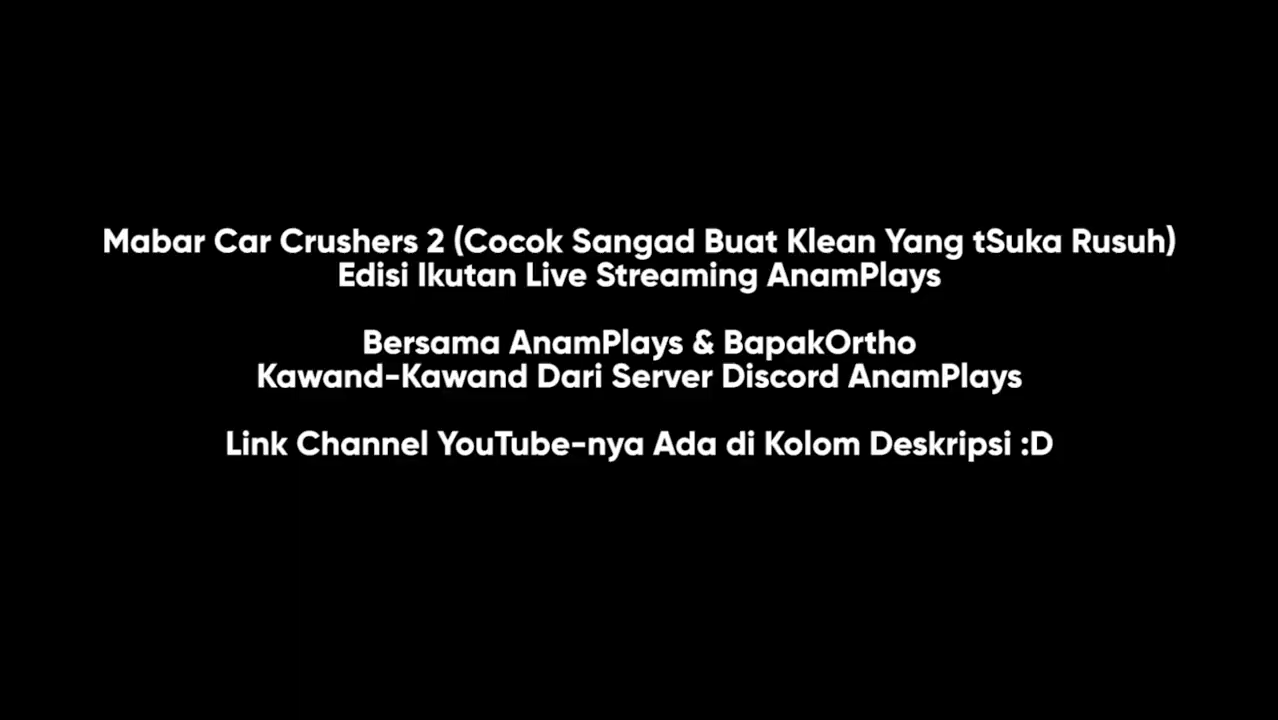 Mabar Car Crushers 2 (Cocok Sangad Buat Klean Yang tSuka Rusuh)
Edisi Ikutan Live Streaming AnamPlays
Bersama AnamPlays & BapakOrtho
Kawand-Kawand Dari Server Discord AnamPlays
Link Channel YouTube-nya Ada di Kolom Deskripsi :D